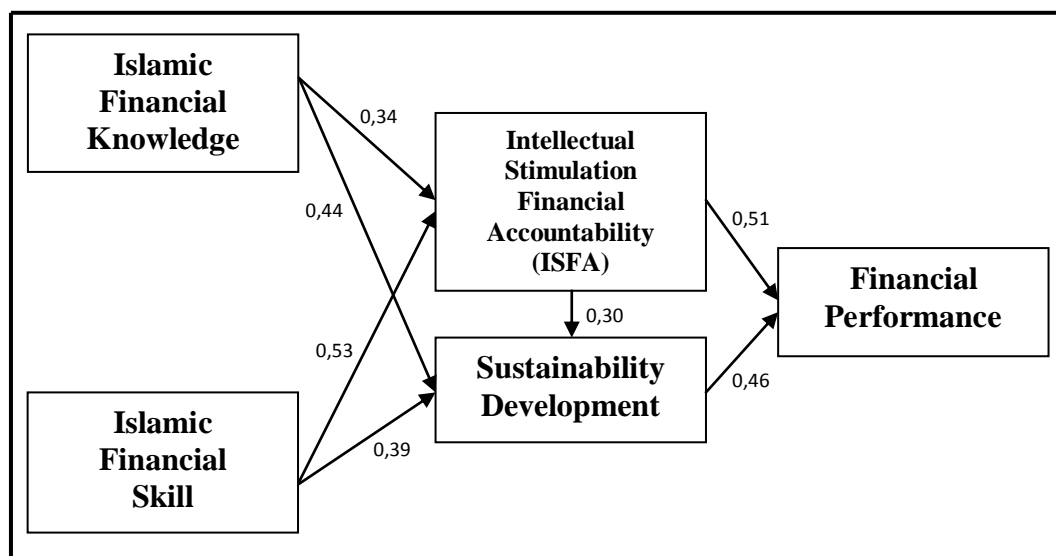 Islamic
Financial
Knowledge
0,34
0,44
Intellectual
Stimulation
Financial
Accountability
(ISFA)
0,51
Financial
Performance
0,30
0,53
Sustainability
Development
0,46
0,39
Islamic
Financial
Skill